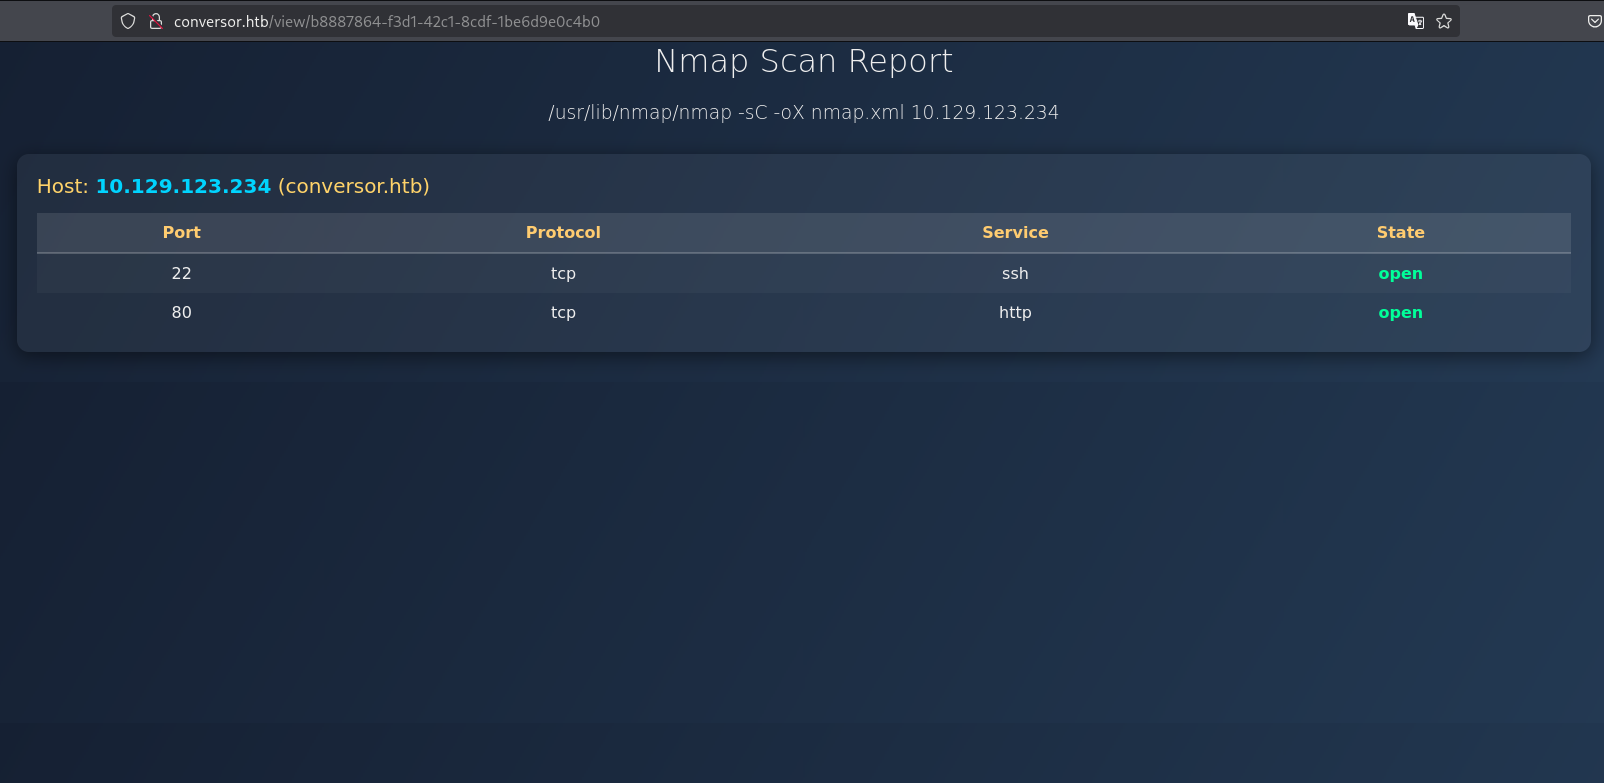 conversor.htb/view/b8887864-f3d1-42c1-8cdf-1be6d9e0c4b0
Nmap Scan Report
/usr/lib/nmap/nmap -sC -oX nmap.xml 10.129.123.234
Host: 10.129.123.234 (conversor.htb)
Port Protocol Service State
22 tcp ssh open
80 tcp http open